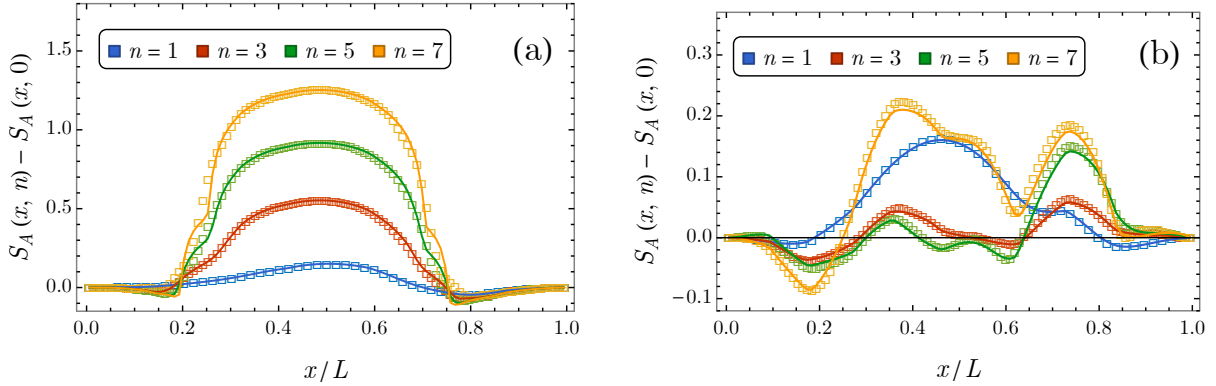 S_A (x, n) − S_A (x, 0)
1.5
1.0
0.5
0.0
n = 1 n = 3 n = 5 n = 7
(a)
0.0 0.2 0.4 0.6 0.8 1.0
x/L
S_A (x, n) − S_A (x, 0)
0.3
0.2
0.1
0.0
−0.1
n = 1 n = 3 n = 5 n = 7
(b)
0.0 0.2 0.4 0.6 0.8 1.0
x/L